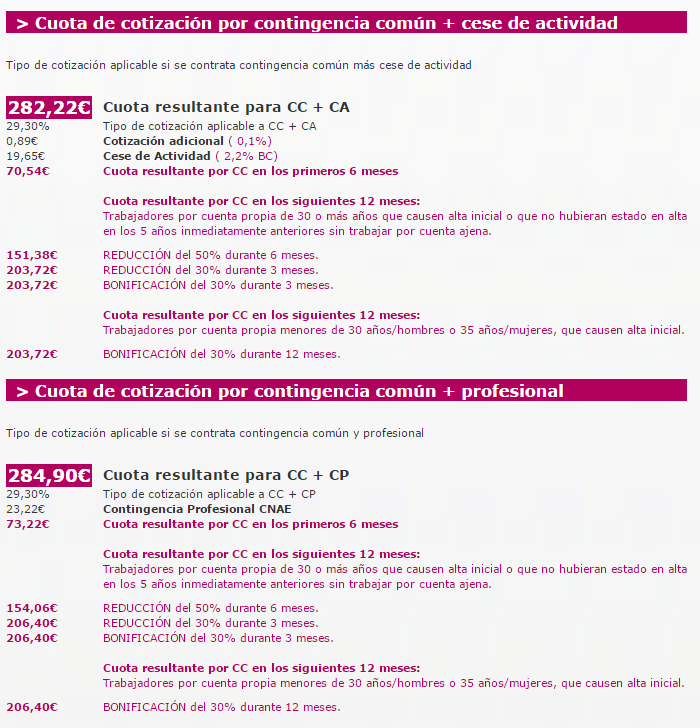 > Cuota de cotización por contingencia común + cese de actividad
Tipo de cotización aplicable si se contrata contingencia común más cese de actividad
282,22€ Cuota resultante para CC + CA
29,30% Tipo de cotización aplicable a CC + CA
0,89€ Cotización adicional ( 0,1%)
19,65€ Cese de Actividad ( 2,2% BC)
70,54€ Cuota resultante por CC en los primeros 6 meses
Cuota resultante por CC en los siguientes 12 meses:
Trabajadores por cuenta propia de 30 o más años que causen alta inicial o que no hubieran estado en alta
en los 5 años inmediatamente anteriores sin trabajar por cuenta ajena.
151,38€ REDUCCIÓN del 50% durante 6 meses.
203,72€ REDUCCIÓN del 30% durante 3 meses.
203,72€ BONIFICACIÓN del 30% durante 3 meses.
Cuota resultante por CC en los siguientes 12 meses:
Trabajadores por cuenta propia menores de 30 años/hombres o 35 años/mujeres, que causen alta inicial.
203,72€ BONIFICACIÓN del 30% durante 12 meses.
> Cuota de cotización por contingencia común + profesional
Tipo de cotización aplicable si se contrata contingencia común y profesional
284,90€ Cuota resultante para CC + CP
29,30% Tipo de cotización aplicable a CC + CP
23,22€ Contingencia Profesional CNAE
73,22€ Cuota resultante por CC en los primeros 6 meses
Cuota resultante por CC en los siguientes 12 meses:
Trabajadores por cuenta propia de 30 o más años que causen alta inicial o que no hubieran estado en alta
en los 5 años inmediatamente anteriores sin trabajar por cuenta ajena.
154,06€ REDUCCIÓN del 50% durante 6 meses.
206,40€ REDUCCIÓN del 30% durante 3 meses.
206,40€ BONIFICACIÓN del 30% durante 3 meses.
Cuota resultante por CC en los siguientes 12 meses:
Trabajadores por cuenta propia menores de 30 años/hombres o 35 años/mujeres, que causen alta inicial.
206,40€ BONIFICACIÓN del 30% durante 12 meses.